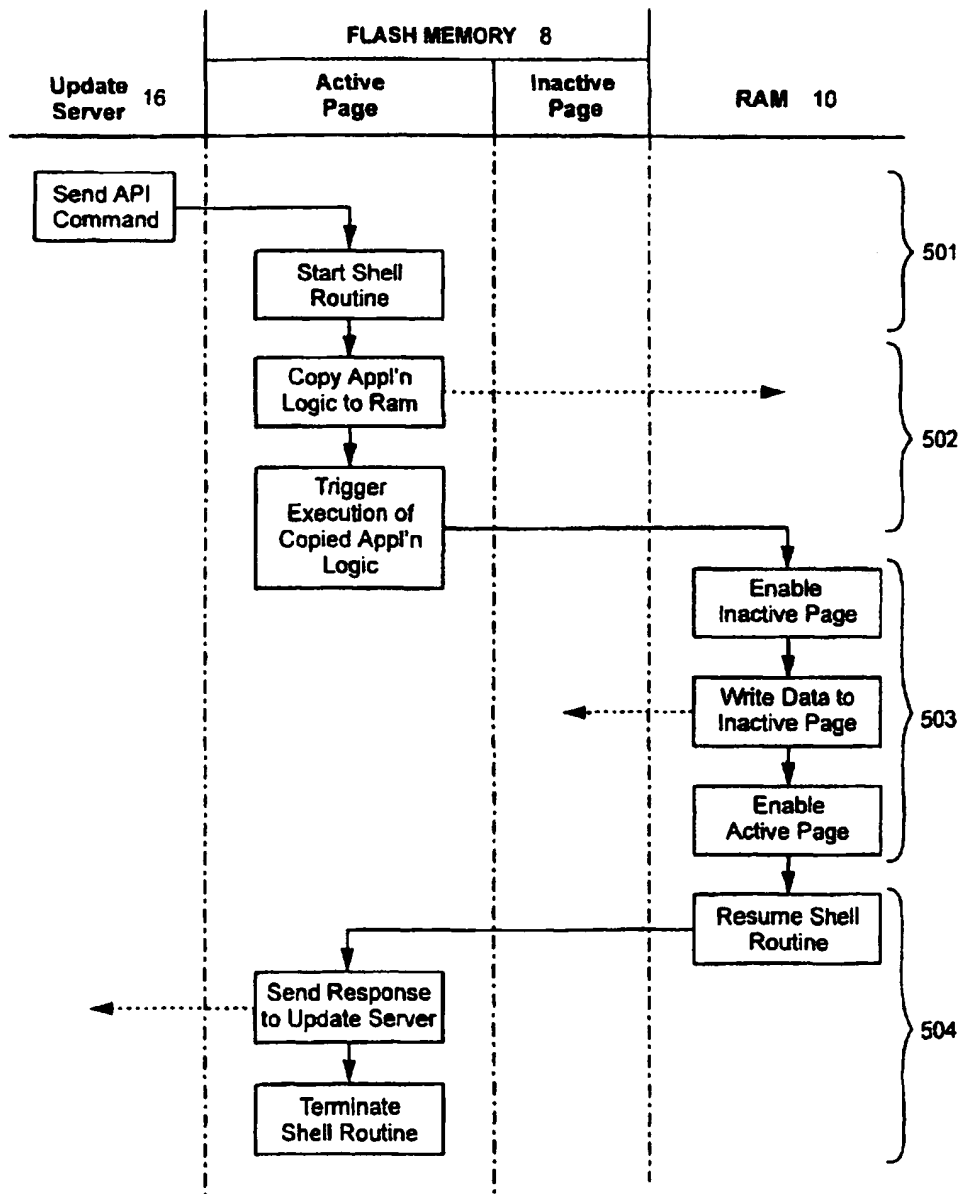 FLASH MEMORY 8
Update
Server 16
Active
Page
Inactive
Page
RAM 10
Send API
Command
501
Start Shell
Routine
Copy Appl'n
Logic to Ram
502
Trigger
Execution of
Copied Appl'n
Logic
Enable
Inactive Page
Write Data to
Inactive Page
503
Enable
Active Page
Resume Shell
Routine
Send Response
to Update Server
504
Terminate
Shell Routine